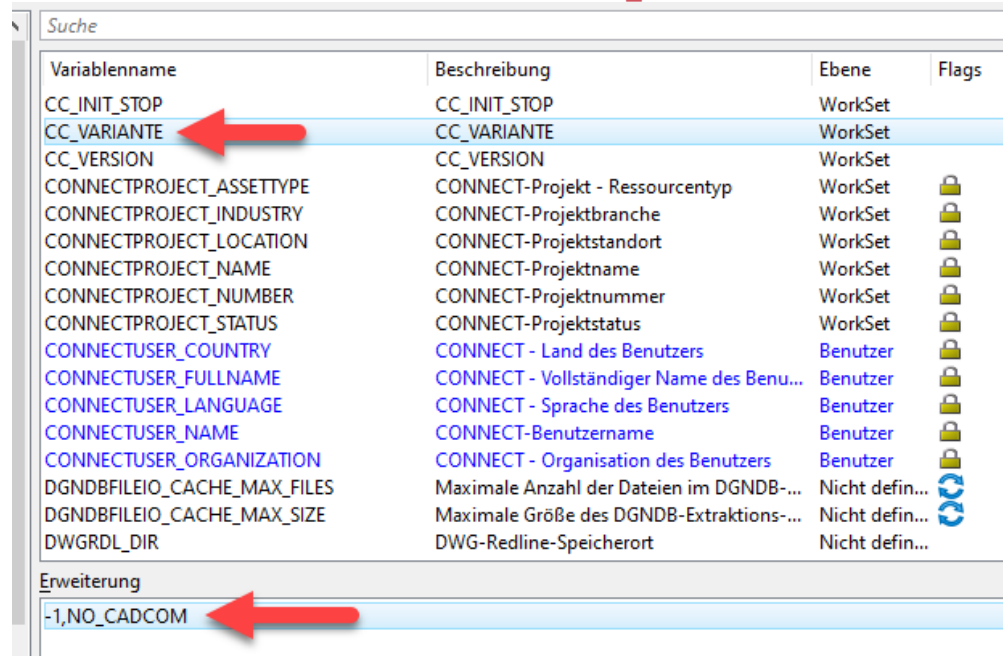 Suche
Variablenname Beschreibung Ebene Flags
CC_INIT_STOP CC_INIT_STOP WorkSet
CC_VARIANTE CC_VARIANTE WorkSet
CC_VERSION CC_VERSION WorkSet
CONNECTPROJECT_ASSETTYPE CONNECT-Projekt - Ressourcentyp WorkSet
CONNECTPROJECT_INDUSTRY CONNECT-Projektbranche WorkSet
CONNECTPROJECT_LOCATION CONNECT-Projektstandort WorkSet
CONNECTPROJECT_NAME CONNECT-Projektname WorkSet
CONNECTPROJECT_NUMBER CONNECT-Projektnummer WorkSet
CONNECTPROJECT_STATUS CONNECT-Projektstatus WorkSet
CONNECTUSER_COUNTRY CONNECT - Land des Benutzers Benutzer
CONNECTUSER_FULLNAME CONNECT - Vollständiger Name des Benu... Benutzer
CONNECTUSER_LANGUAGE CONNECT - Sprache des Benutzers Benutzer
CONNECTUSER_NAME CONNECT-Benutzername Benutzer
CONNECTUSER_ORGANIZATION CONNECT - Organisation des Benutzers Benutzer
DGNDBFILEIO_CACHE_MAX_FILES Maximale Anzahl der Dateien im DGNDB-... Nicht defin...
DGNDBFILEIO_CACHE_MAX_SIZE Maximale Größe des DGNDB-Extraktions-... Nicht defin...
DWGRDL_DIR DWG-Redline-Speicherort Nicht defin...
Erweiterung
-1,NO_CADCOM